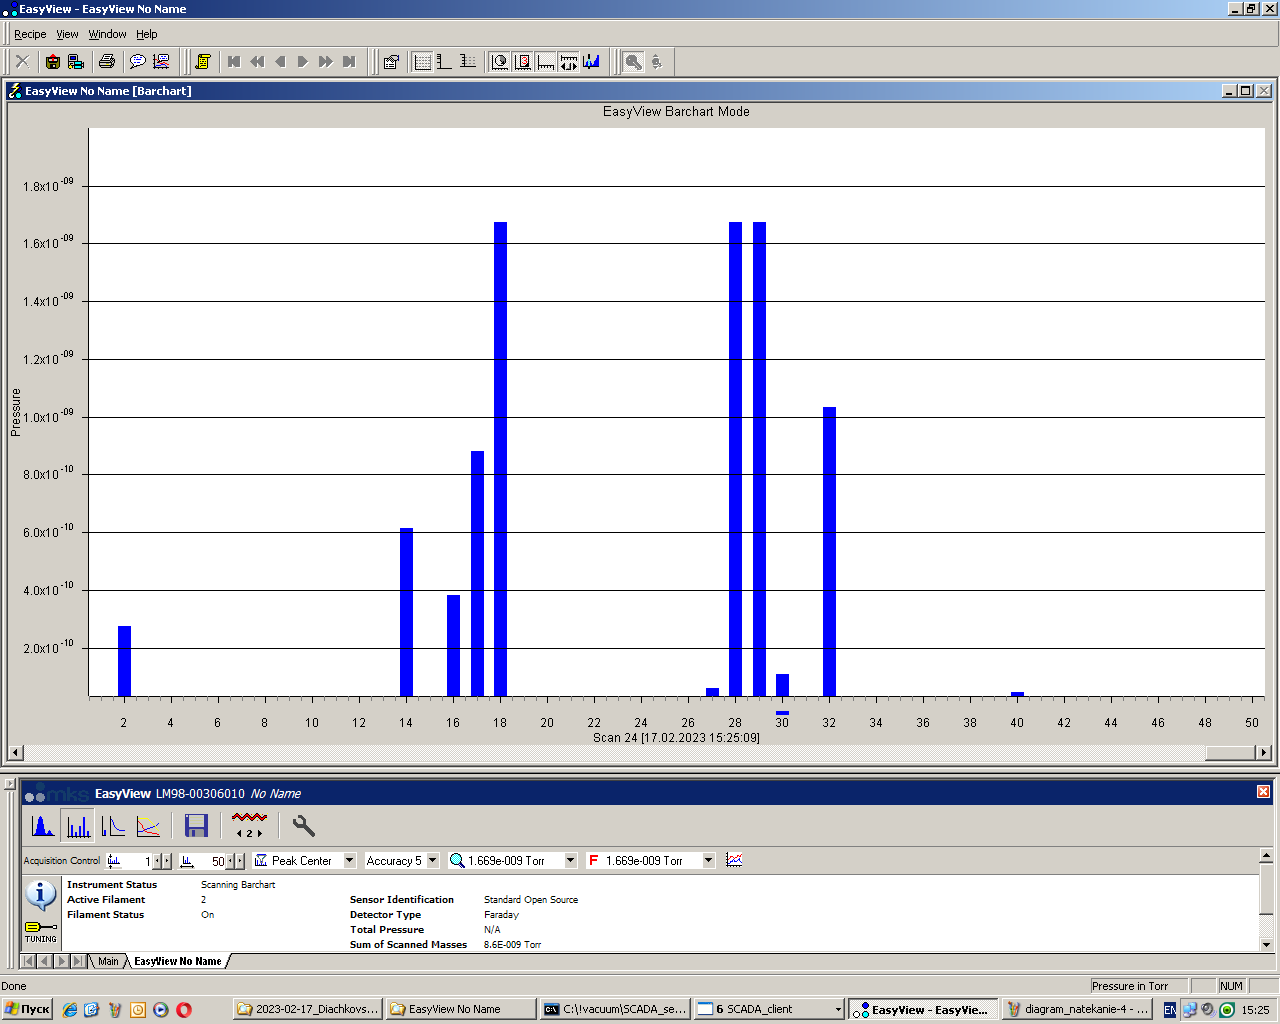 EasyView - EasyView No Name
Recipe View Window Help
EasyView No Name [Barchart]
EasyView Barchart Mode
1.8x10 -09
1.6x10 -09
1.4x10 -09
1.2x10 -09
1.0x10 -09
8.0x10 -10
6.0x10 -10
4.0x10 -10
2.0x10 -10
Pressure
2 4 6 8 10 12 14 16 18 20 22 24 26 28 30 32 34 36 38 40 42 44 46 48 50
Scan 24 [17.02.2023 15:25:09]
mks EasyView LM98-00306010 No Name
2
Acquisition Control 1 50 Peak Center Accuracy 5 1.669e-009 Torr F 1.669e-009 Torr
Instrument Status Scanning Barchart
Active Filament 2 Sensor Identification Standard Open Source
Filament Status On Detector Type Faraday
Total Pressure N/A
Sum of Scanned Masses 8.6E-009 Torr
TUNING
Main EasyView No Name
Done Pressure in Torr NUM
Пуск 2023-02-17_Diachkovs... EasyView No Name C:\!vacuum\SCADA_se... 6 SCADA_client EasyView - EasyVie... diagram_natekanie-4 - ... EN 15:25